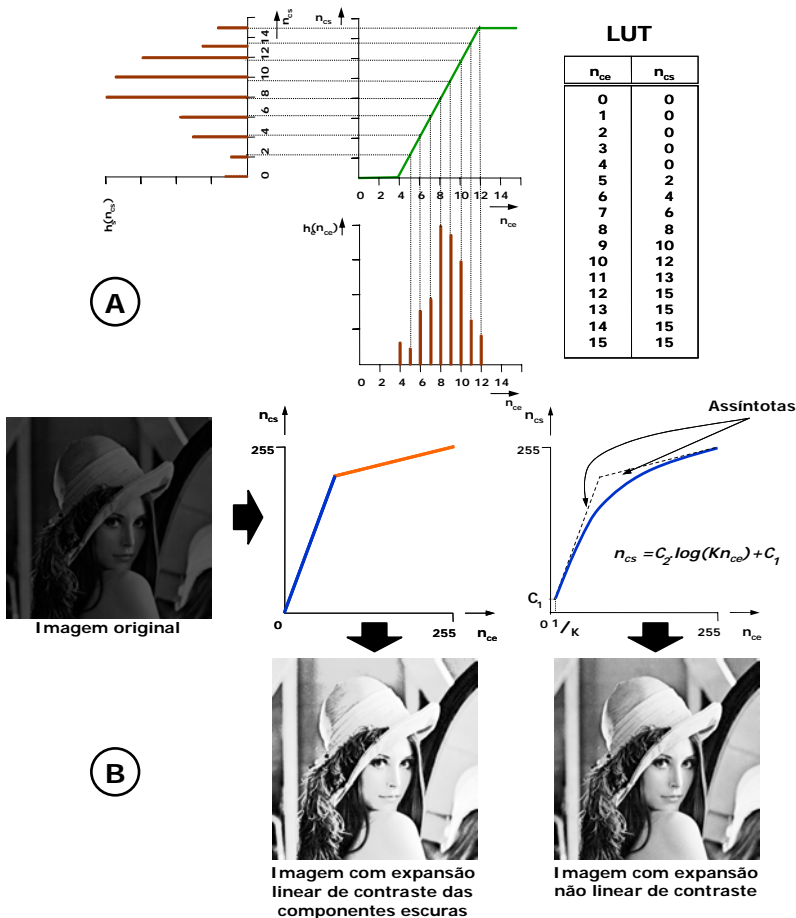 n_cs
0 2 4 6 8 10 12 14
h_s(n_cs)
n_cs
0 2 4 6 8 10 12 14
n_ce
h_e(n_ce)
0 2 4 6 8 10 12 14
n_ce
LUT
n_ce n_cs
0 0
1 0
2 0
3 0
4 0
5 2
6 4
7 6
8 8
9 10
10 12
11 13
12 15
13 15
14 15
15 15
A
Imagem original
n_cs
255
0
255
n_ce
n_cs
255
Assíntotas
n_cs = C_2.log(Kn_ce) + C_1
C_1
0 1/K
255
n_ce
B
Imagem com expansão
linear de contraste das
componentes escuras
Imagem com expansão
não linear de contraste